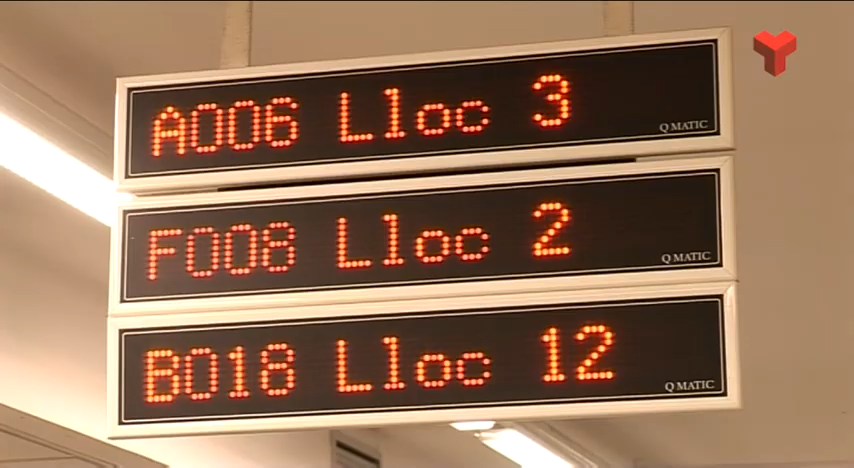 A006 Lloc 3
Q MATIC
F008 Lloc 2
Q MATIC
B018 Lloc 12
Q MATIC